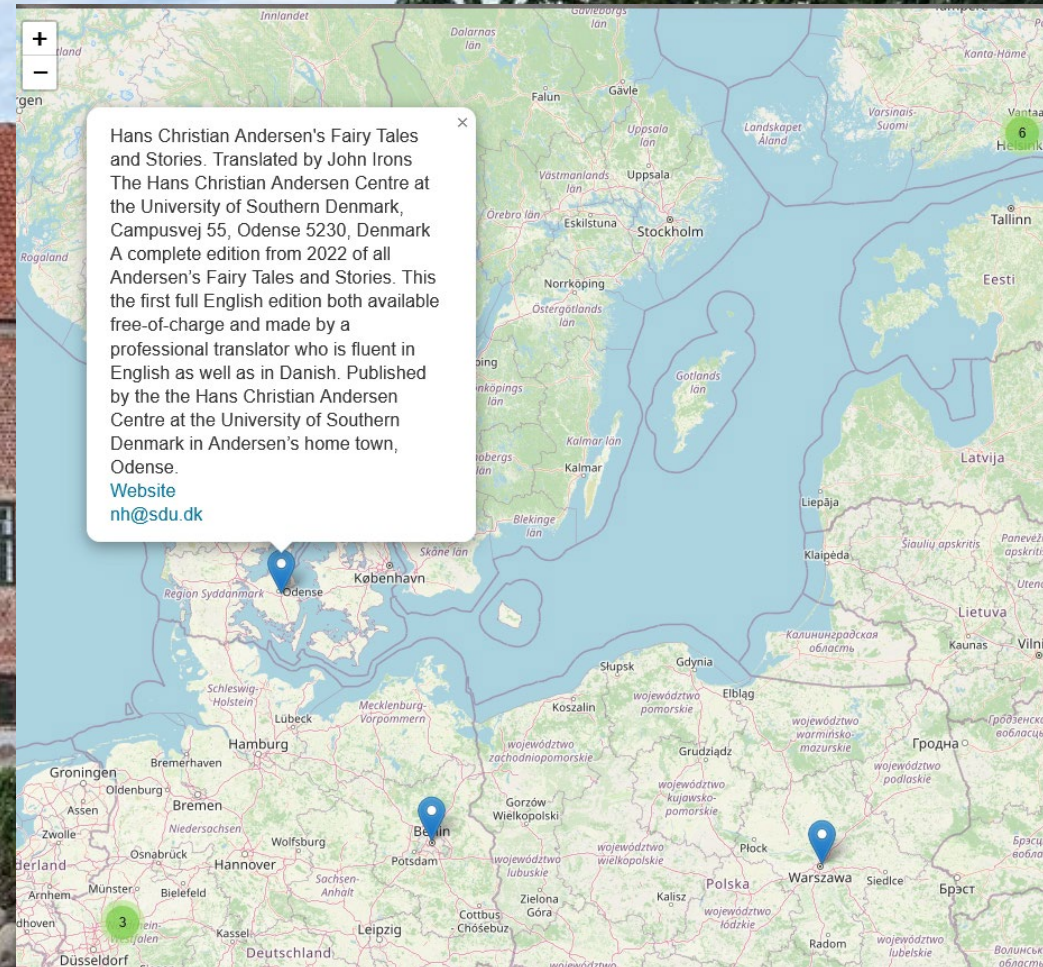 +
−
×
Hans Christian Andersen's Fairy Tales
and Stories. Translated by John Irons
The Hans Christian Andersen Centre at
the University of Southern Denmark,
Campusvej 55, Odense 5230, Denmark
A complete edition from 2022 of all
Andersen’s Fairy Tales and Stories. This
the first full English edition both available
free-of-charge and made by a
professional translator who is fluent in
English as well as in Danish. Published
by the the Hans Christian Andersen
Centre at the University of Southern
Denmark in Andersen’s home town,
Odense.
Website
nh@sdu.dk
Innlandet
Dalarnas
län
Gävleborgs
län
Kanta-Häme
Falun
Gävle
Uppsala
län
Landskapet
Åland
Varsinais-
Suomi
Vantaa
6
Helsinki
Västmanlands
län
Uppsala
Örebro län
Eskilstuna
Stockholm
Tallinn
Rogaland
Eesti
Norrköping
Östergötlands
län
Gotlands
län
Kalmar län
Kalmar
Latvija
Liepāja
Blekinge
län
Skåne län
Klaipėda
Šiaulių apskritis
København
Region Syddanmark
Odense
Lietuva
Kaunas
Калининградская
область
Słupsk
Gdynia
Schleswig-
Holstein
Mecklenburg-
Vorpommern
Koszalin
województwo
pomorskie
Elbląg
Lübeck
województwo
warmińsko-
mazurskie
Hamburg
województwo
zachodniopomorskie
Grudziądz
Гродна
Groningen
Bremerhaven
województwo
podlaskie
Oldenburg
Assen
Bremen
województwo
kujawsko-
pomorskie
Gorzów
Wielkopolski
Zwolle
Niedersachsen
Wolfsburg
Berlin
Płock
Osnabrück
Hannover
Potsdam
województwo
lubuskie
województwo
wielkopolskie
Warszawa
Siedlce
Arnhem
Münster
Bielefeld
Sachsen-
Anhalt
Polska
Брэст
Zielona
Góra
Kalisz
3
Cottbus
- Chóśebuz
województwo
łódzkie
Kassel
Leipzig
Radom
województwo
lubelskie
Düsseldorf
Deutschland
województwo